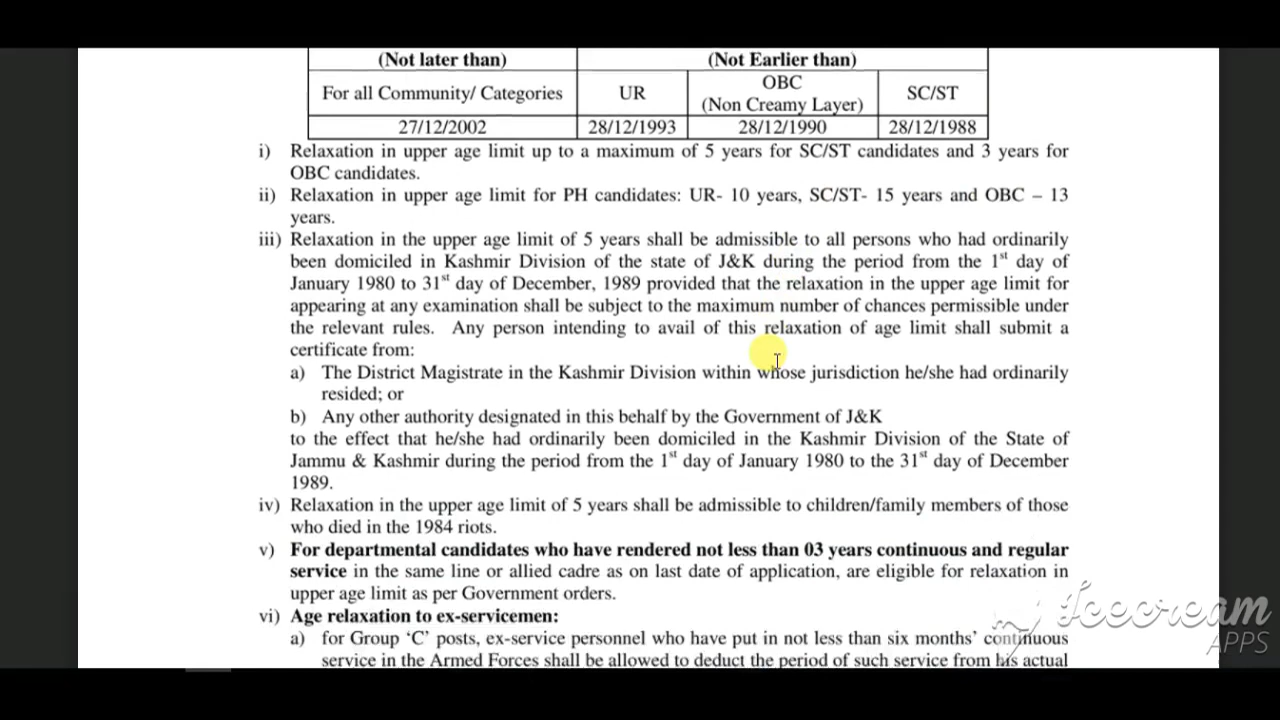 (Not later than) (Not Earlier than)
For all Community/ Categories UR OBC (Non Creamy Layer) SC/ST
27/12/2002 28/12/1993 28/12/1990 28/12/1988
i) Relaxation in upper age limit up to a maximum of 5 years for SC/ST candidates and 3 years for
OBC candidates.
ii) Relaxation in upper age limit for PH candidates: UR- 10 years, SC/ST- 15 years and OBC – 13
years.
iii) Relaxation in the upper age limit of 5 years shall be admissible to all persons who had ordinarily
been domiciled in Kashmir Division of the state of J&K during the period from the 1st day of
January 1980 to 31st day of December, 1989 provided that the relaxation in the upper age limit for
appearing at any examination shall be subject to the maximum number of chances permissible under
the relevant rules. Any person intending to avail of this relaxation of age limit shall submit a
certificate from:
a) The District Magistrate in the Kashmir Division within whose jurisdiction he/she had ordinarily
resided; or
b) Any other authority designated in this behalf by the Government of J&K
to the effect that he/she had ordinarily been domiciled in the Kashmir Division of the State of
Jammu & Kashmir during the period from the 1st day of January 1980 to the 31st day of December
1989.
iv) Relaxation in the upper age limit of 5 years shall be admissible to children/family members of those
who died in the 1984 riots.
v) For departmental candidates who have rendered not less than 03 years continuous and regular
service in the same line or allied cadre as on last date of application, are eligible for relaxation in
upper age limit as per Government orders.
vi) Age relaxation to ex-servicemen:
a) for Group ‘C’ posts, ex-service personnel who have put in not less than six months’ continuous
service in the Armed Forces shall be allowed to deduct the period of such service from his actual
Icecream
APPS